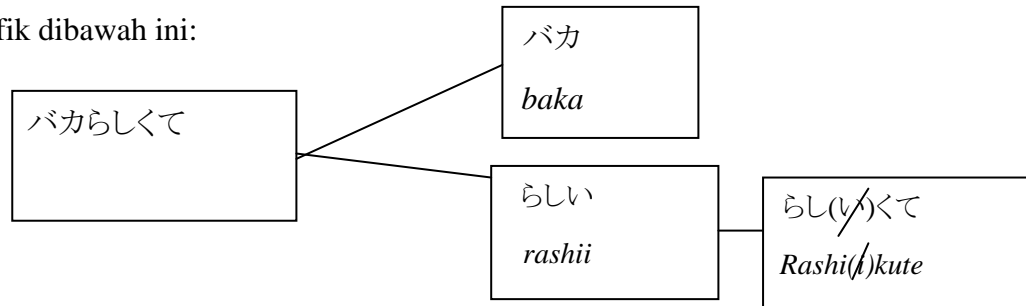 fik dibawah ini:
バカ
baka
バカらしくて
らしい
rashii
らし(い)くて
Rashi(i)kute